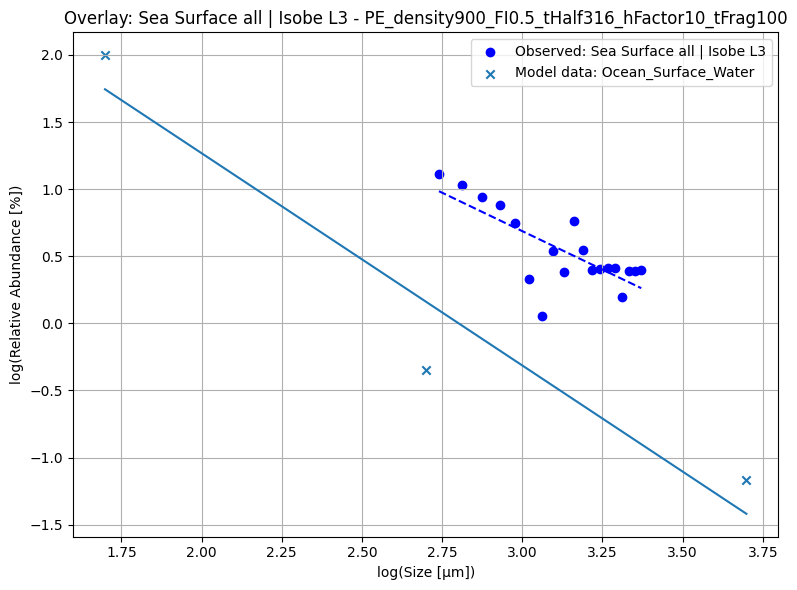 Overlay: Sea Surface all | Isobe L3 - PE_density900_FI0.5_tHalf316_hFactor10_tFrag100
Observed: Sea Surface all | Isobe L3
Model data: Ocean_Surface_Water
log(Relative Abundance [%])
2.0
1.5
1.0
0.5
0.0
−0.5
−1.0
−1.5
1.75 2.00 2.25 2.50 2.75 3.00 3.25 3.50 3.75
log(Size [μm])